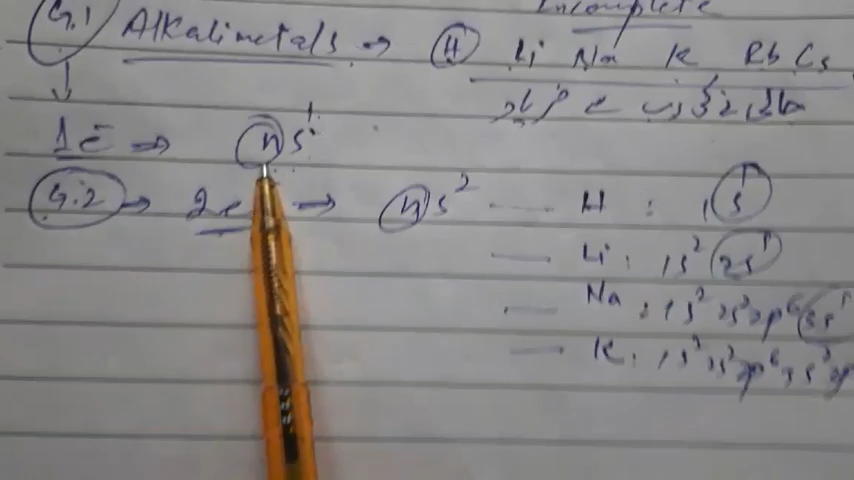 Incomplete
G.1 Alkalimetals → H Li Na K Rb Cs
↓
1e⁻ → ns¹
G.2 → 2e → ns² — H : 1s¹
— Li : 1s² 2s¹
— Na : 1s² 2s² 2p⁶ 3s¹
— K : 1s² 2s² 2p⁶ 3s²